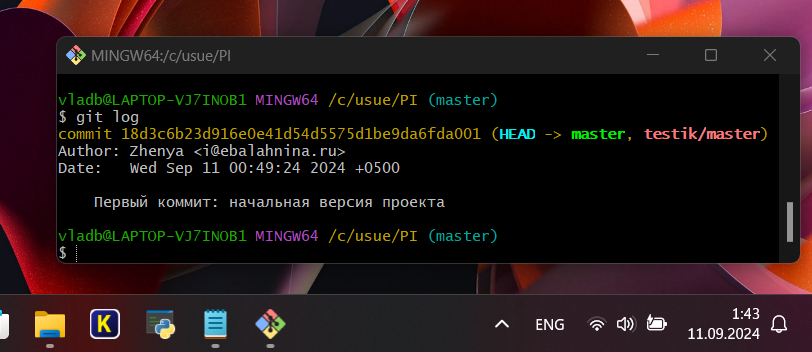 MINGW64:/c/usue/PI
vladb@LAPTOP-VJ7INOB1 MINGW64 /c/usue/PI (master)
$ git log
commit 18d3c6b23d916e0e41d54d5575d1be9da6fda001 (HEAD -> master, testik/master)
Author: Zhenya <i@ebalahnina.ru>
Date:   Wed Sep 11 00:49:24 2024 +0500
Первый коммит: начальная версия проекта
vladb@LAPTOP-VJ7INOB1 MINGW64 /c/usue/PI (master)
$
K
ENG
1:43
11.09.2024